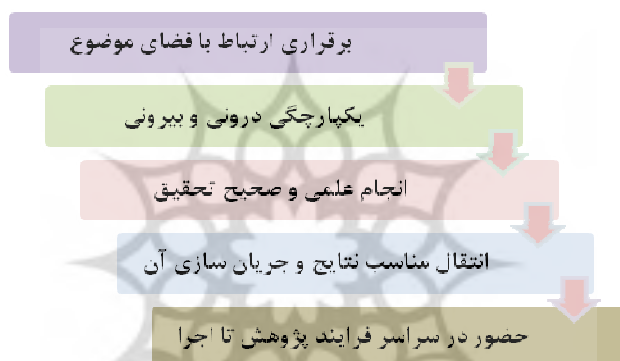 برقراری ارتباط با فضای موضوع
یکپارچگی درونی و بیرونی
انجام علمی و صحیح تحقیق
انتقال مناسب نتایج و جریان سازی آن
حضور در سراسر فرایند پژوهش تا اجرا